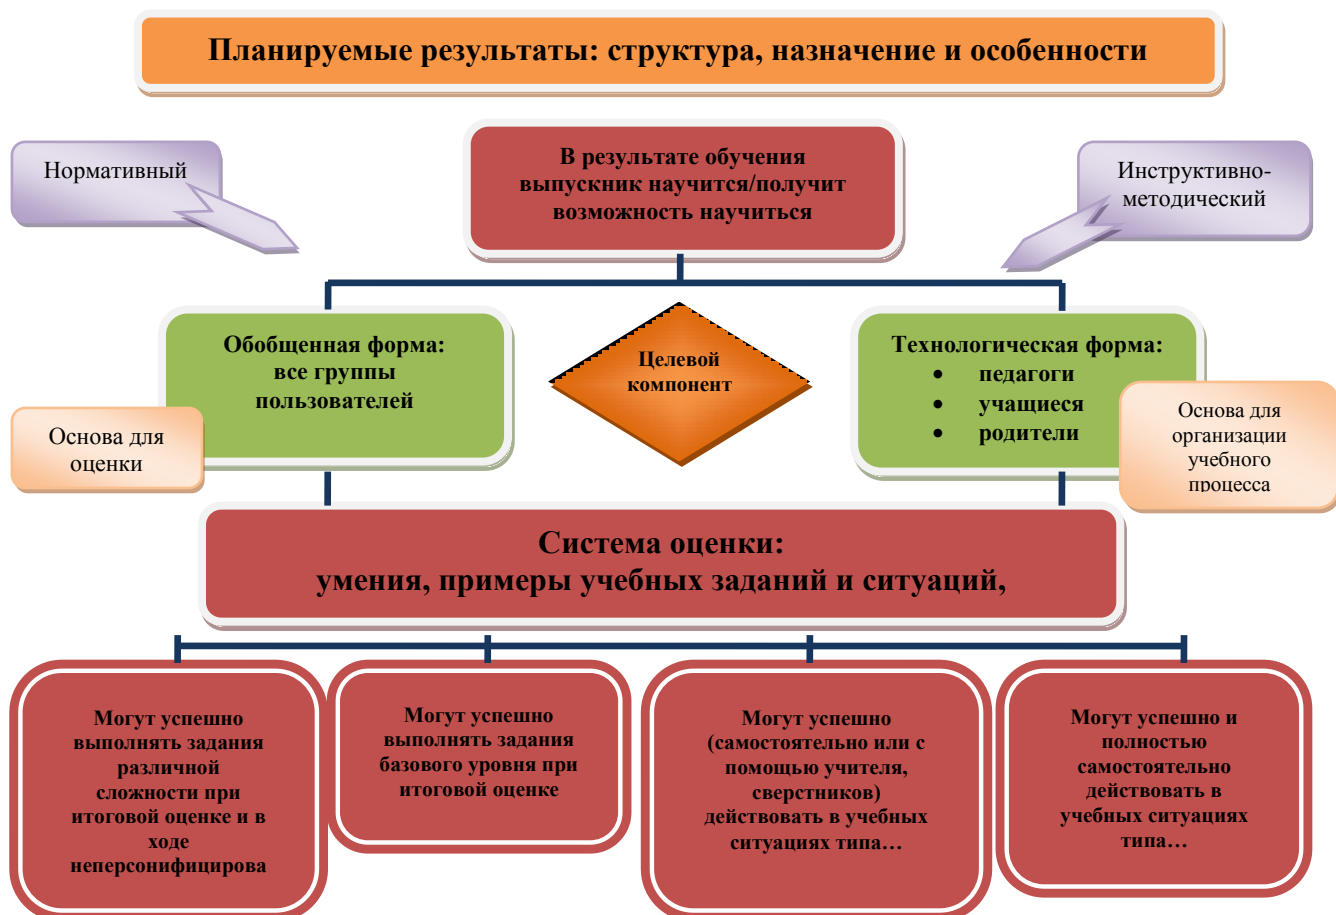 Планируемые результаты: структура, назначение и особенности
Нормативный
В результате обучения
выпускник научится/получит
возможность научиться
Инструктивно-
методический
Обобщенная форма:
все группы
пользователей
Целевой
компонент
Технологическая форма:
• педагоги
• учащиеся
• родители
Основа для
оценки
Основа для
организации
учебного
процесса
Система оценки:
умения, примеры учебных заданий и ситуаций,
Могут успешно
выполнять задания
различной
сложности при
итоговой оценке и в
ходе
неперсонифицирова
Могут успешно
выполнять задания
базового уровня при
итоговой оценке
Могут успешно
(самостоятельно или с
помощью учителя,
сверстников)
действовать в учебных
ситуациях типа…
Могут успешно и
полностью
самостоятельно
действовать в
учебных ситуациях
типа…